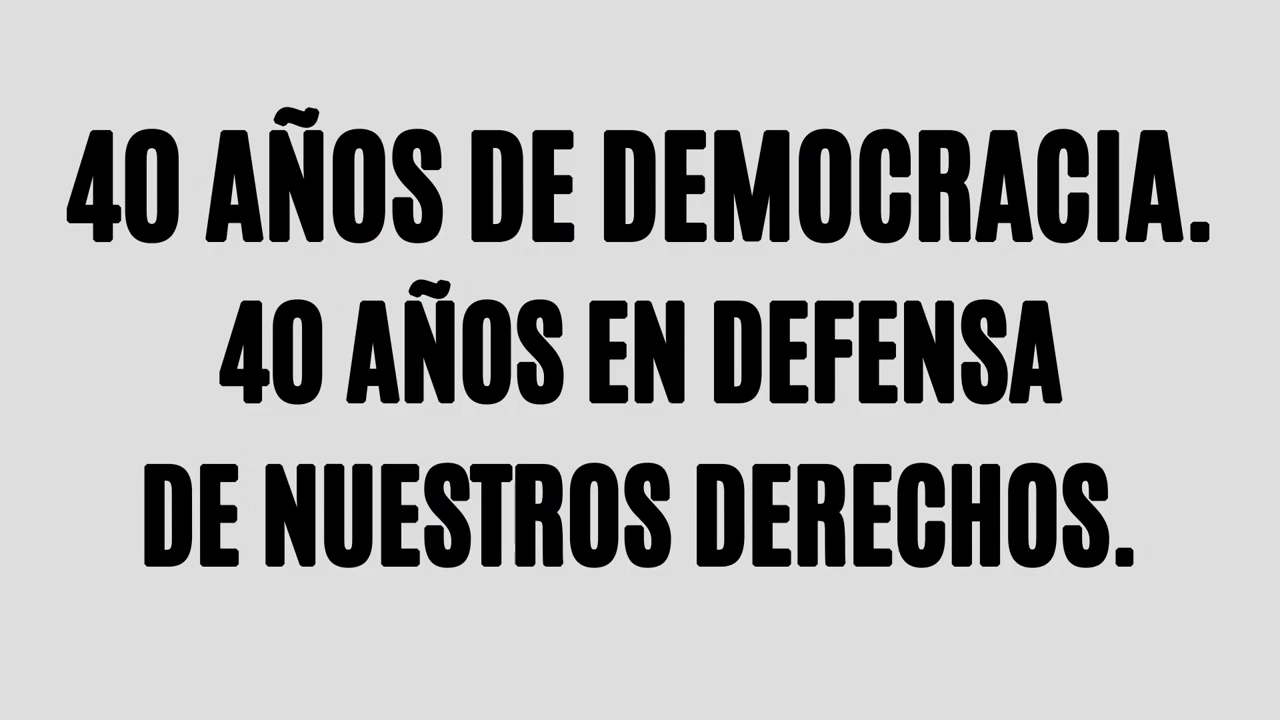 40 AÑOS DE DEMOCRACIA.
40 AÑOS EN DEFENSA
DE NUESTROS DERECHOS.